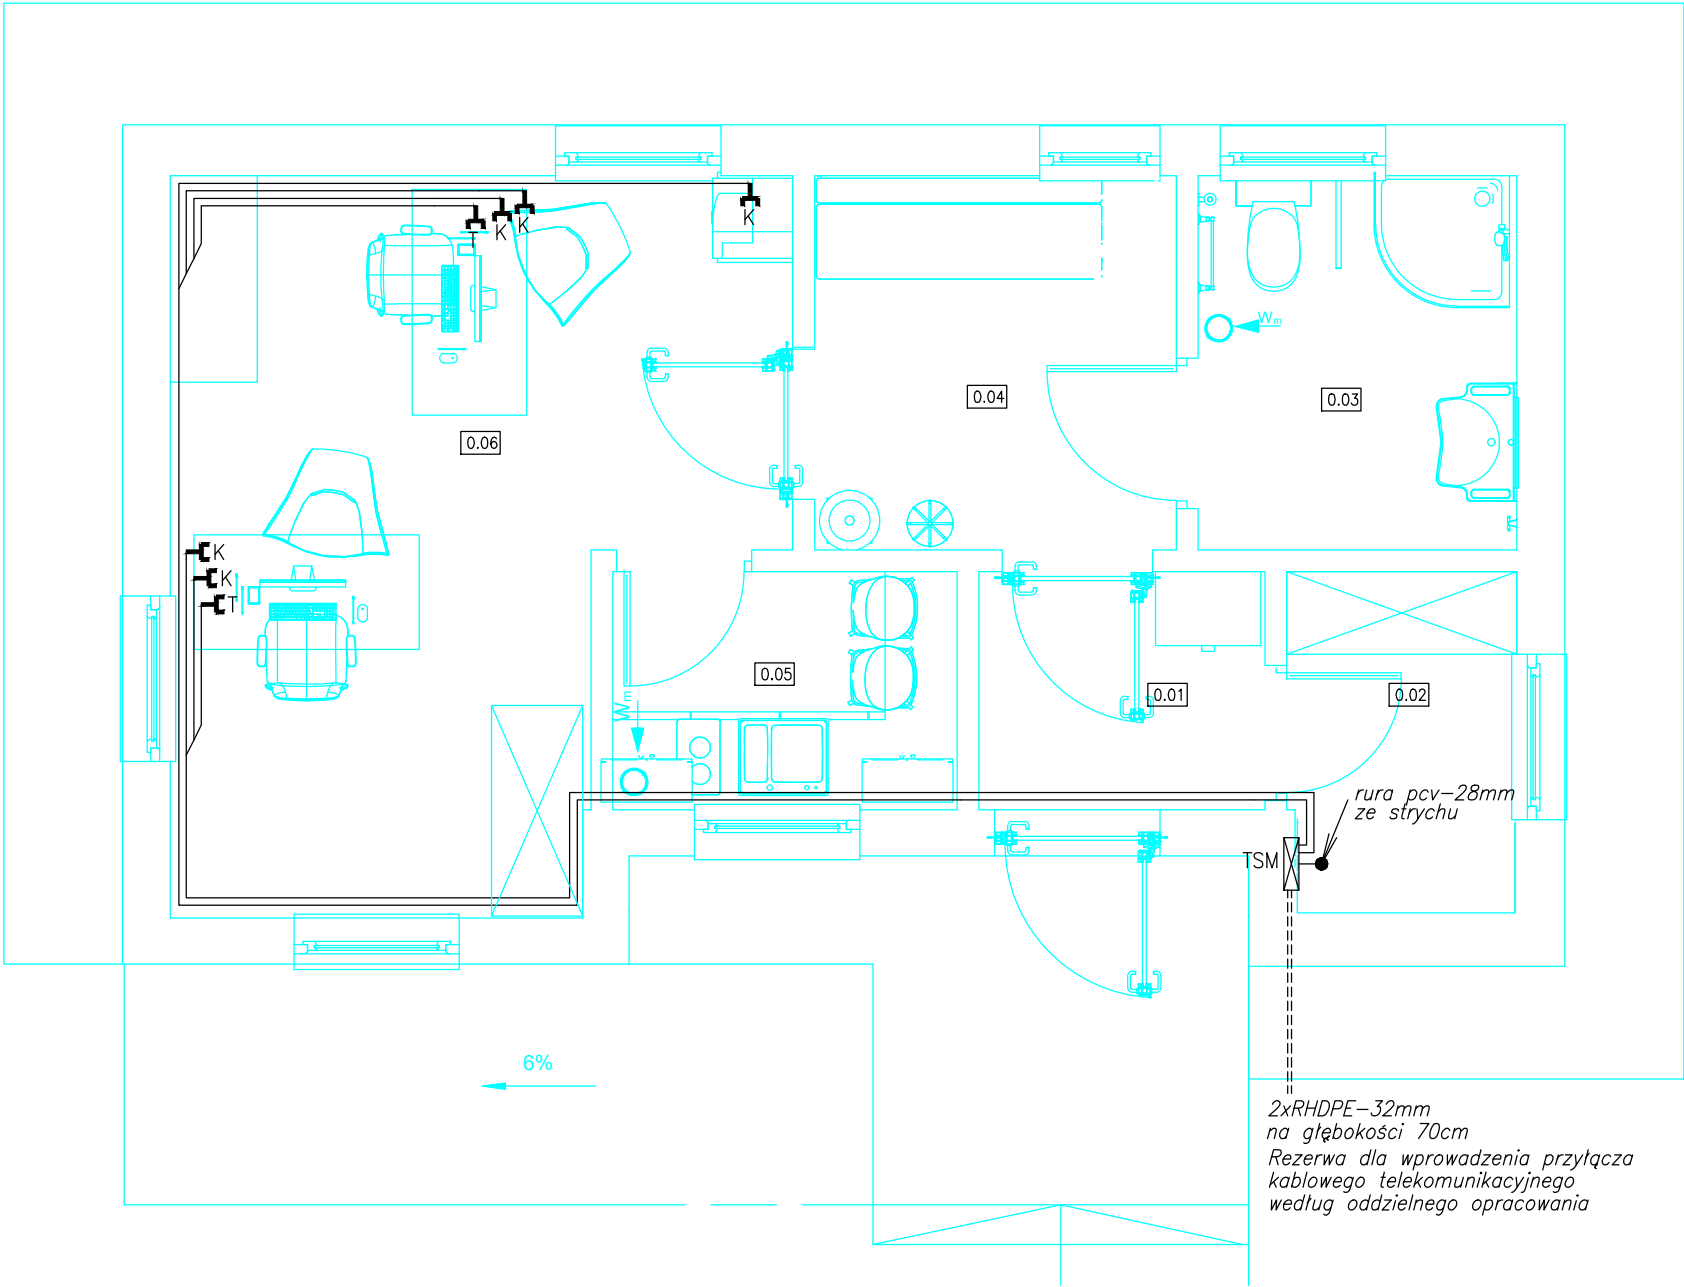 K
T
K
K
Wm
0.04
0.03
0.06
K
K
T
0.05
0.01
0.02
Wm
rura pcv-28mm
ze strychu
TSM
6%
2xRHDPE-32mm
na głębokości 70cm
Rezerwa dla wprowadzenia przyłącza
kablowego telekomunikacyjnego
według oddzielnego opracowania